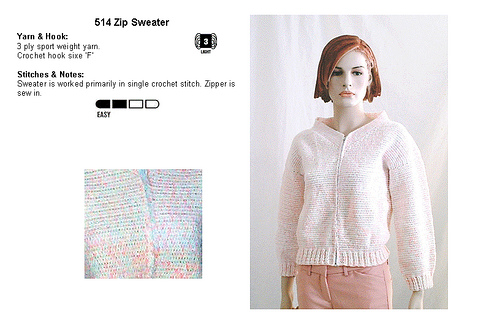 514 Zip Sweater
Yarn & Hook:
3 ply sport weight yarn.
Crochet hook size "F"
3
LIGHT
Stitches & Notes:
Sweater is worked primarily in single crochet stitch. Zipper is
sew in.
EASY